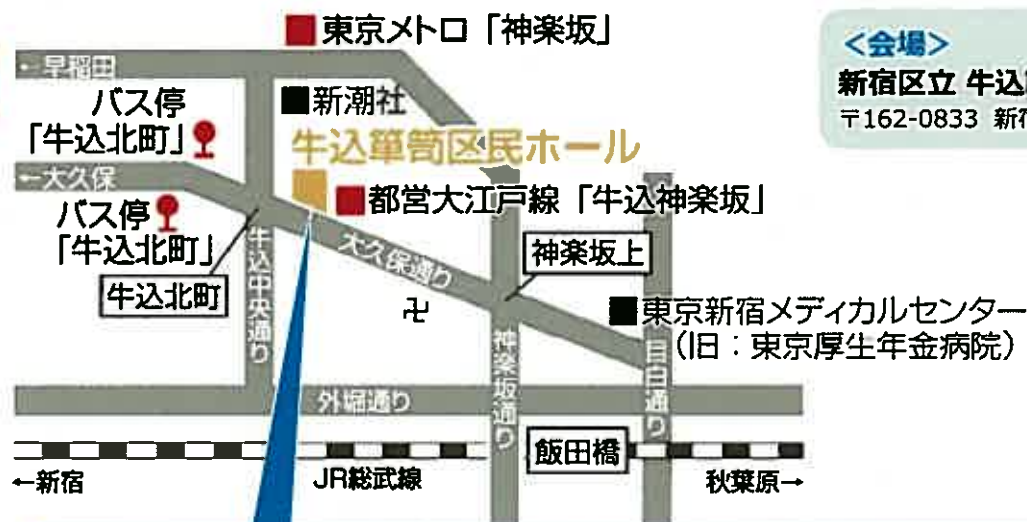 東京メトロ「神楽坂」
<会場>
新宿区立 牛込
〒162-0833 新宿
←早稲田
バス停
「牛込北町」
新潮社
牛込箪笥区民ホール
←大久保
都営大江戸線「牛込神楽坂」
バス停
「牛込北町」
牛込北町
牛込中央通り
大久保通り
神楽坂上
東京新宿メディカルセンター
（旧：東京厚生年金病院）
神楽坂通り
目白通り
外堀通り
飯田橋
←新宿
JR総武線
秋葉原→